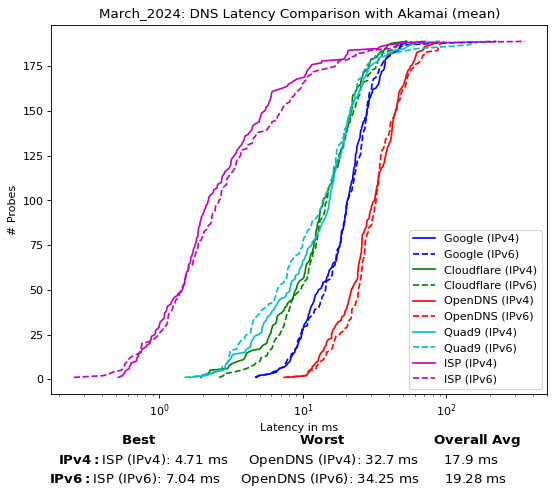 March_2024: DNS Latency Comparison with Akamai (mean)
# Probes
175
150
125
100
75
50
25
0
Google (IPv4)
Google (IPv6)
Cloudflare (IPv4)
Cloudflare (IPv6)
OpenDNS (IPv4)
OpenDNS (IPv6)
Quad9 (IPv4)
Quad9 (IPv6)
ISP (IPv4)
ISP (IPv6)
10⁰ 10¹ 10²
Latency in ms
Best Worst Overall Avg
IPv4: ISP (IPv4): 4.71 ms OpenDNS (IPv4): 32.7 ms 17.9 ms
IPv6: ISP (IPv6): 7.04 ms OpenDNS (IPv6): 34.25 ms 19.28 ms